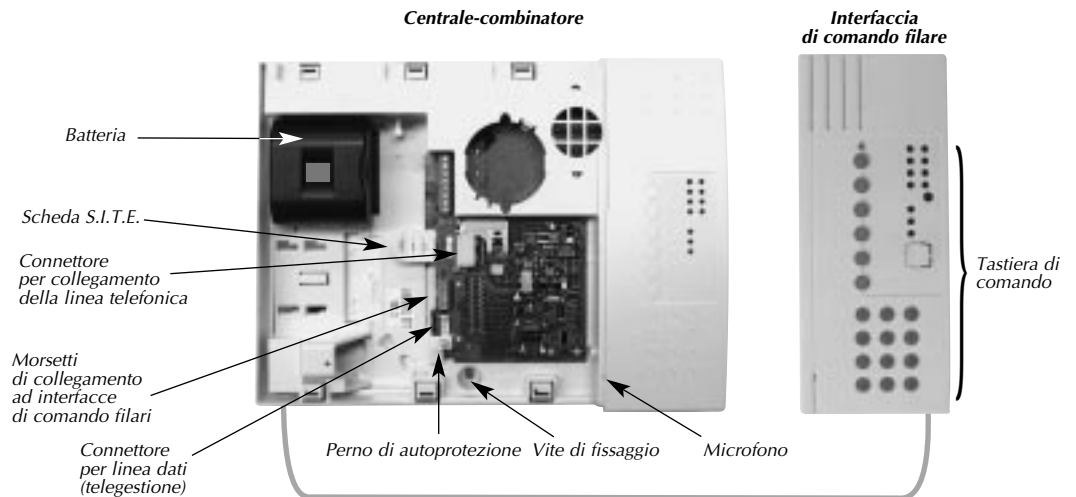 Centrale-combinatore
Interfaccia
di comando filare
Batteria
Scheda S.I.T.E.
Connettore
per collegamento
della linea telefonica
Morsetti
di collegamento
ad interfacce
di comando filari
Connettore
per linea dati
(telegestione)
Perno di autoprotezione
Vite di fissaggio
Microfono
Tastiera di
comando